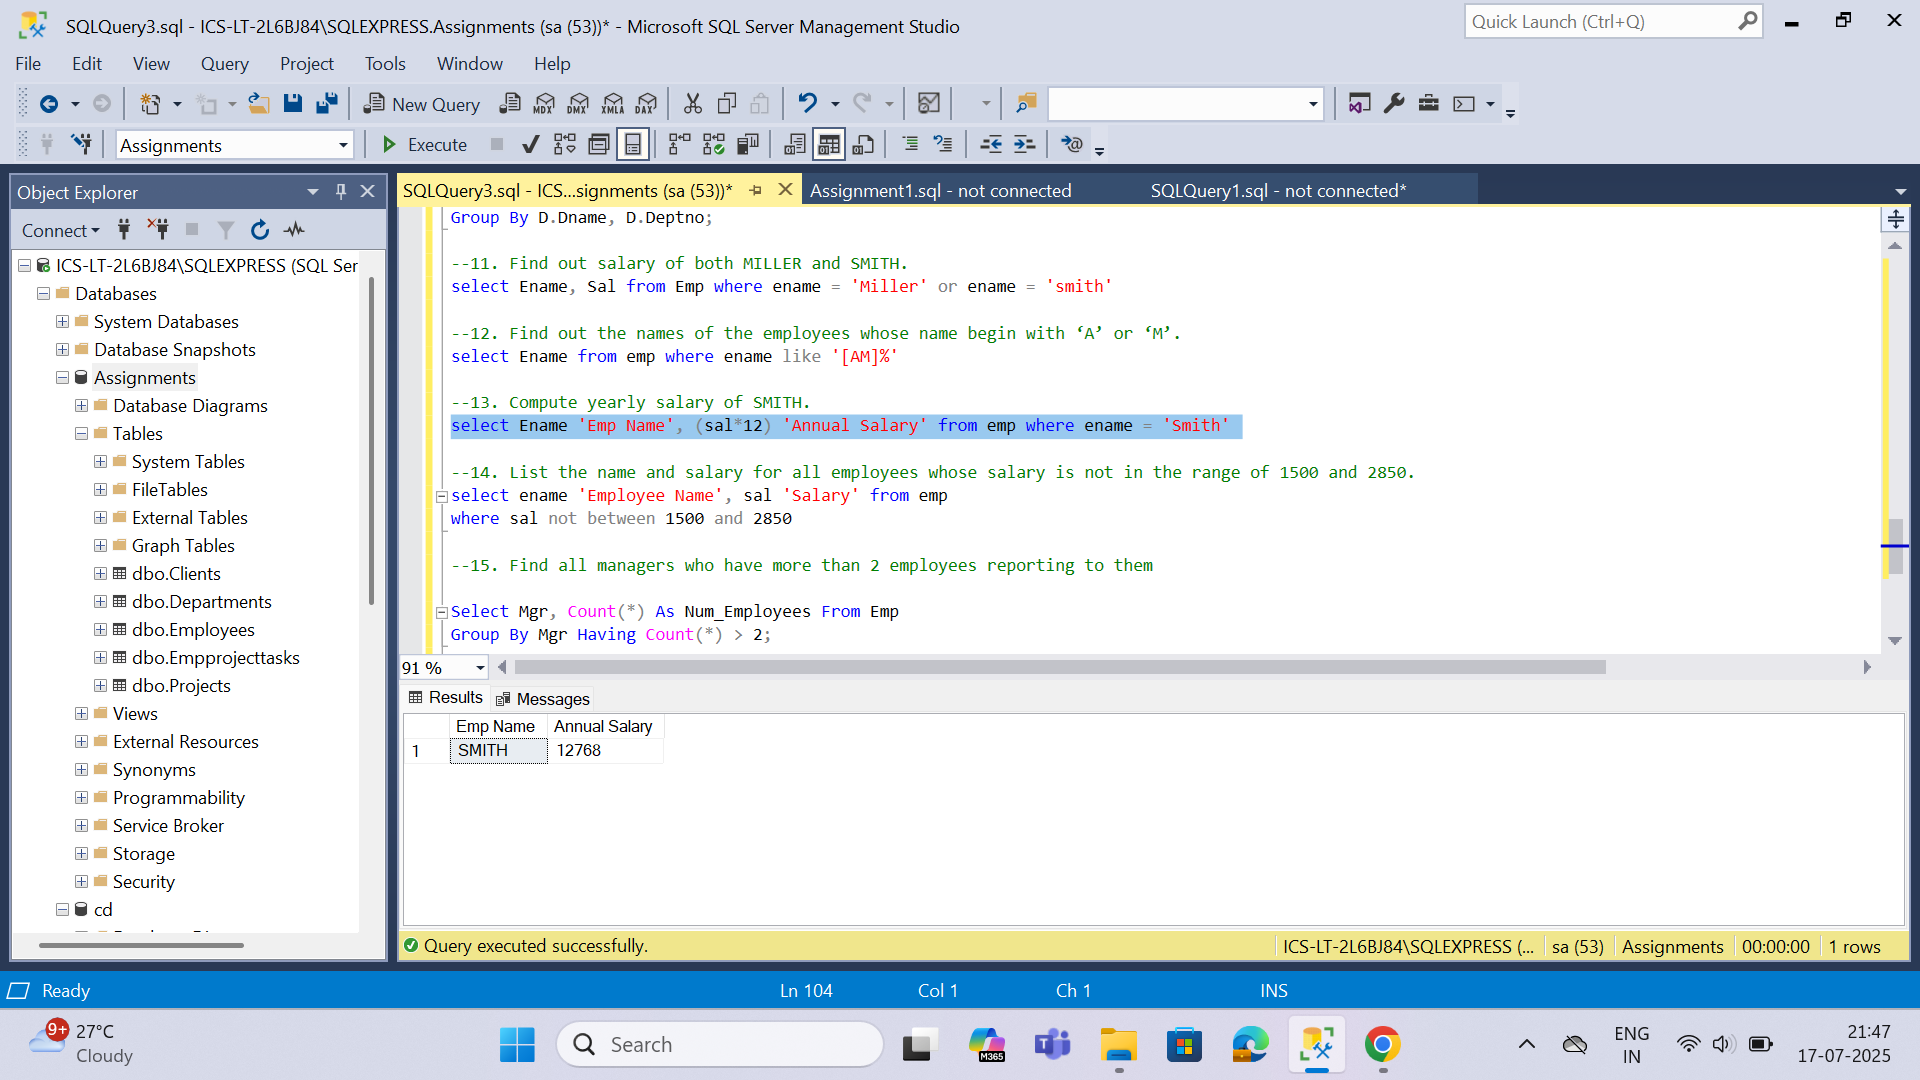 SQLQuery3.sql - ICS-LT-2L6BJ84\SQLEXPRESS.Assignments (sa (53))* - Microsoft SQL Server Management Studio
Quick Launch (Ctrl+Q)
File Edit View Query Project Tools Window Help
New Query MDX DMX XMLA DAX
Assignments Execute
Object Explorer
SQLQuery3.sql - ICS...signments (sa (53))* Assignment1.sql - not connected SQLQuery1.sql - not connected*
Connect
ICS-LT-2L6BJ84\SQLEXPRESS (SQL Ser
Databases
System Databases
Database Snapshots
Assignments
Database Diagrams
Tables
System Tables
FileTables
External Tables
Graph Tables
dbo.Clients
dbo.Departments
dbo.Employees
dbo.Empprojecttasks
dbo.Projects
Views
External Resources
Synonyms
Programmability
Service Broker
Storage
Security
cd
Group By D.Dname, D.Deptno;
--11. Find out salary of both MILLER and SMITH.
select Ename, Sal from Emp where ename = 'Miller' or ename = 'smith'
--12. Find out the names of the employees whose name begin with ‘A’ or ‘M’.
select Ename from emp where ename like '[AM]%'
--13. Compute yearly salary of SMITH.
select Ename 'Emp Name', (sal*12) 'Annual Salary' from emp where ename = 'Smith'
--14. List the name and salary for all employees whose salary is not in the range of 1500 and 2850.
select ename 'Employee Name', sal 'Salary' from emp
where sal not between 1500 and 2850
--15. Find all managers who have more than 2 employees reporting to them
Select Mgr, Count(*) As Num_Employees From Emp
Group By Mgr Having Count(*) > 2;
91 %
Results Messages
Emp Name Annual Salary
1 SMITH 12768
Query executed successfully. ICS-LT-2L6BJ84\SQLEXPRESS (... sa (53) Assignments 00:00:00 1 rows
Ready Ln 104 Col 1 Ch 1 INS
9+ 27°C
Cloudy
Search
M365
ENG
IN
21:47
17-07-2025